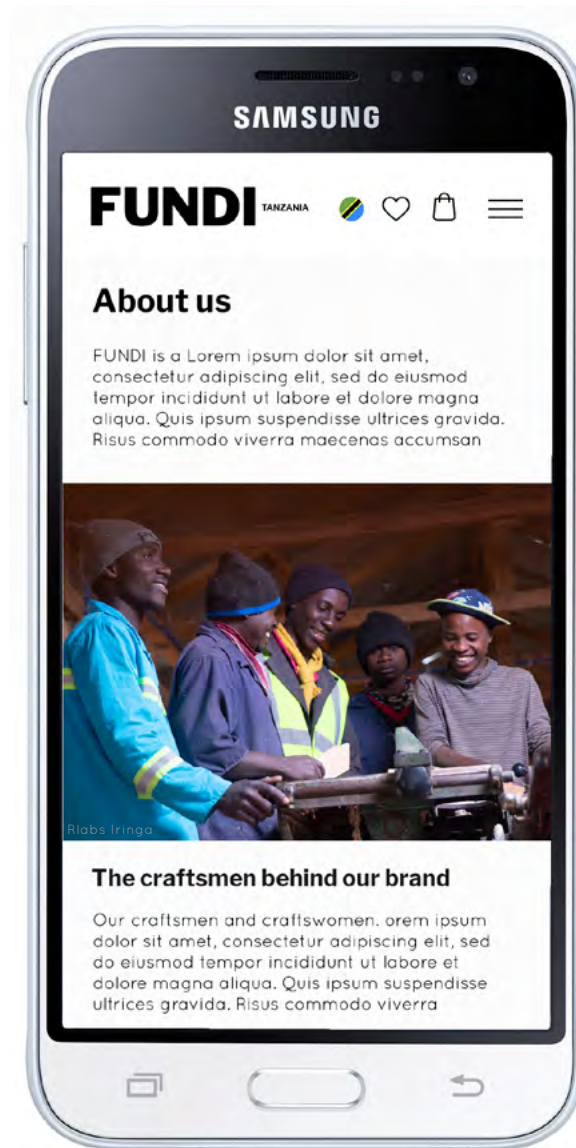 SAMSUNG
FUNDI TANZANIA
About us
FUNDI is a Lorem ipsum dolor sit amet,
consectetur adipiscing elit, sed do eiusmod
tempor incididunt ut labore et dolore magna
aliqua. Quis ipsum suspendisse ultrices gravida.
Risus commodo viverra maecenas accumsan
Rlabs Iringa
The craftsmen behind our brand
Our craftsmen and craftswomen. orem ipsum
dolor sit amet, consectetur adipiscing elit, sed
do eiusmod tempor incididunt ut labore et
dolore magna aliqua. Quis ipsum suspendisse
ultrices gravida. Risus commodo viverra